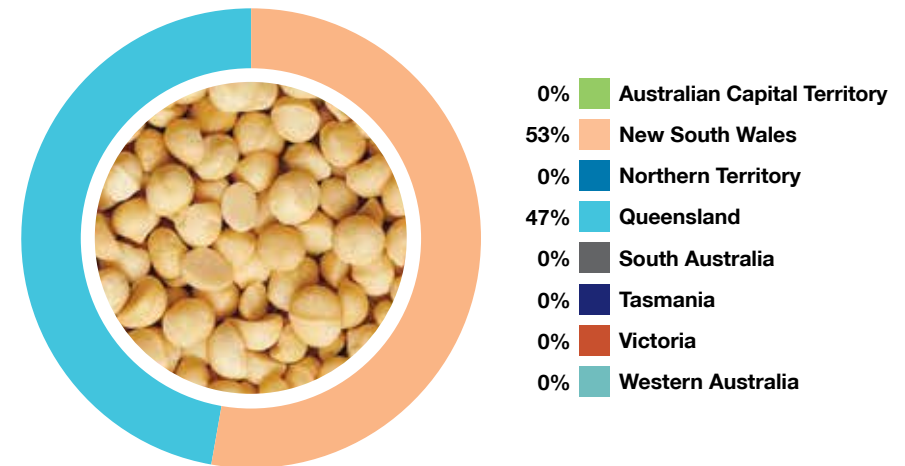 0% Australian Capital Territory
53% New South Wales
0% Northern Territory
47% Queensland
0% South Australia
0% Tasmania
0% Victoria
0% Western Australia